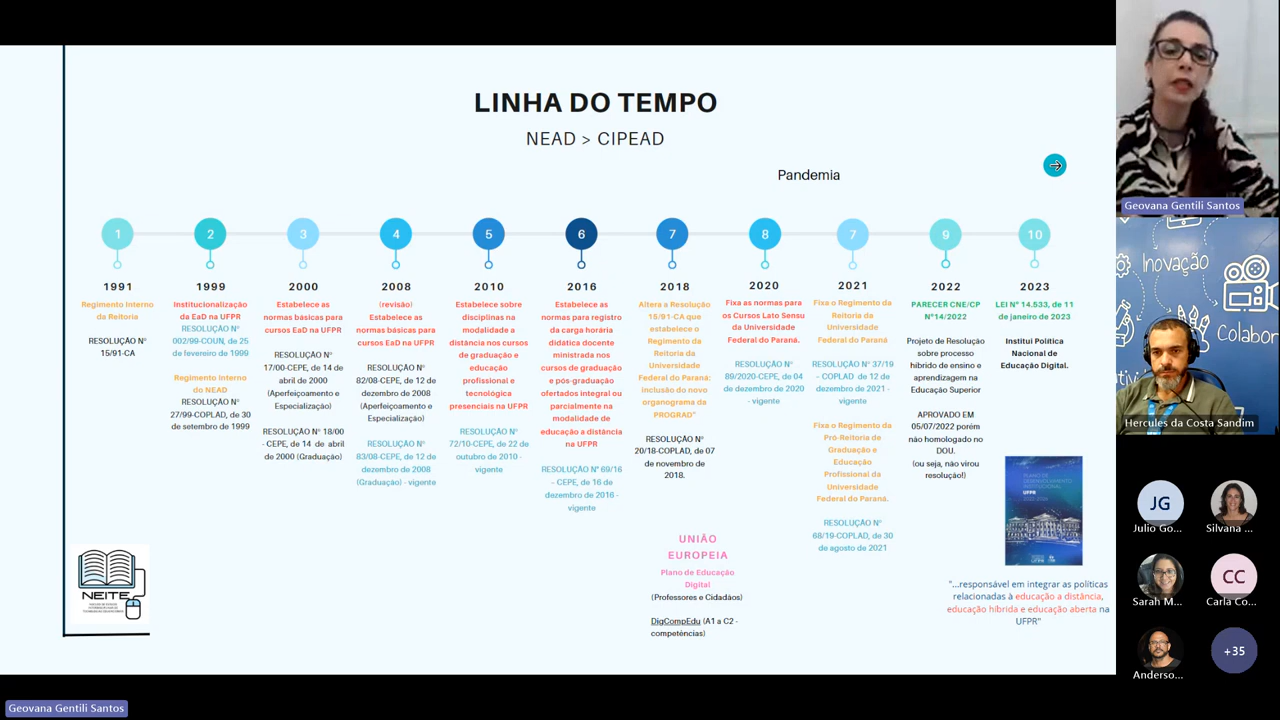 LINHA DO TEMPO
NEAD > CIPEAD
Pandemia
1
1991
Regimento Interno
da Reitoria
RESOLUÇÃO N°
15/91-CA
2
1999
Institucionalização
da EaD na UFPR
RESOLUÇÃO N°
002/99-COUN, de 25
de fevereiro de 1999
Regimento Interno
do NEAD
RESOLUÇÃO N°
27/99-COPLAD, de 30
de setembro de 1999
3
2000
Estabelece as
normas básicas para
cursos EaD na UFPR
RESOLUÇÃO N°
17/00-CEPE, de 14 de
abril de 2000
(Aperfeiçoamento e
Especialização)
RESOLUÇÃO N° 18/00
- CEPE, de 14 de abril
de 2000 (Graduação)
4
2008
(revisão)
Estabelece as
normas básicas para
cursos EaD na UFPR
RESOLUÇÃO N°
82/08-CEPE, de 12 de
dezembro de 2008
(Aperfeiçoamento e
Especialização)
RESOLUÇÃO N°
83/08-CEPE, de 12 de
dezembro de 2008
(Graduação) - vigente
5
2010
Estabelece sobre
disciplinas na
modalidade a
distância nos cursos
de graduação e
educação
profissional e
tecnológica
presenciais na UFPR
RESOLUÇÃO N°
72/10-CEPE, de 22 de
outubro de 2010 -
vigente
6
2016
Estabelece as
normas para registro
da carga horária
didática docente
ministrada nos
cursos de graduação
e pós-graduação
ofertados integral ou
parcialmente na
modalidade de
educação a distância
na UFPR
RESOLUÇÃO N° 69/16
– CEPE, de 16 de
dezembro de 2016 -
vigente
7
2018
Altera a Resolução
15/91-CA que
estabelece o
Regimento da
Reitoria da
Universidade
Federal do Paraná:
inclusão do novo
organograma da
PROGRAD"
RESOLUÇÃO N°
20/18-COPLAD, de 07
de novembro de
2018.
8
2020
Fixa as normas para
os Cursos Lato Sensu
da Universidade
Federal do Paraná.
RESOLUÇÃO N°
89/2020-CEPE, de 04
de dezembro de 2020
- vigente
7
2021
Fixa o Regimento da
Reitoria da
Universidade
Federal do Paraná
RESOLUÇÃO N° 37/19
– COPLAD de 12 de
dezembro de 2021 -
vigente
Fixa o Regimento da
Pró-Reitoria de
Graduação e
Educação
Profissional da
Universidade
Federal do Paraná.
RESOLUÇÃO N°
68/19-COPLAD, de 30
de agosto de 2021
9
2022
PARECER CNE/CP
N°14/2022
Projeto de Resolução
sobre processo
híbrido de ensino e
aprendizagem na
Educação Superior
APROVADO EM
05/07/2022 porém
não homologado no
DOU.
(ou seja, não virou
resolução!)
10
2023
LEI N° 14.533, de 11
de janeiro de 2023
Institui Política
Nacional de
Educação Digital.
PLANO DE
DESENVOLVIMENTO
INSTITUCIONAL
UFPR
"...responsável em integrar as políticas
relacionadas à educação a distância,
educação híbrida e educação aberta na
UFPR"
UNIÃO
EUROPEIA
Plano de Educação
Digital
(Professores e Cidadãos)
DigCompEdu (A1 a C2 -
competências)
NEITE
Geovana Gentili Santos
Geovana Gentili Santos
Inovação
Colabor
Hercules da Costa Sandim
JG
Julio Go...
Silvana ...
Sarah M...
CC
Carla Co...
Anderso...
+35